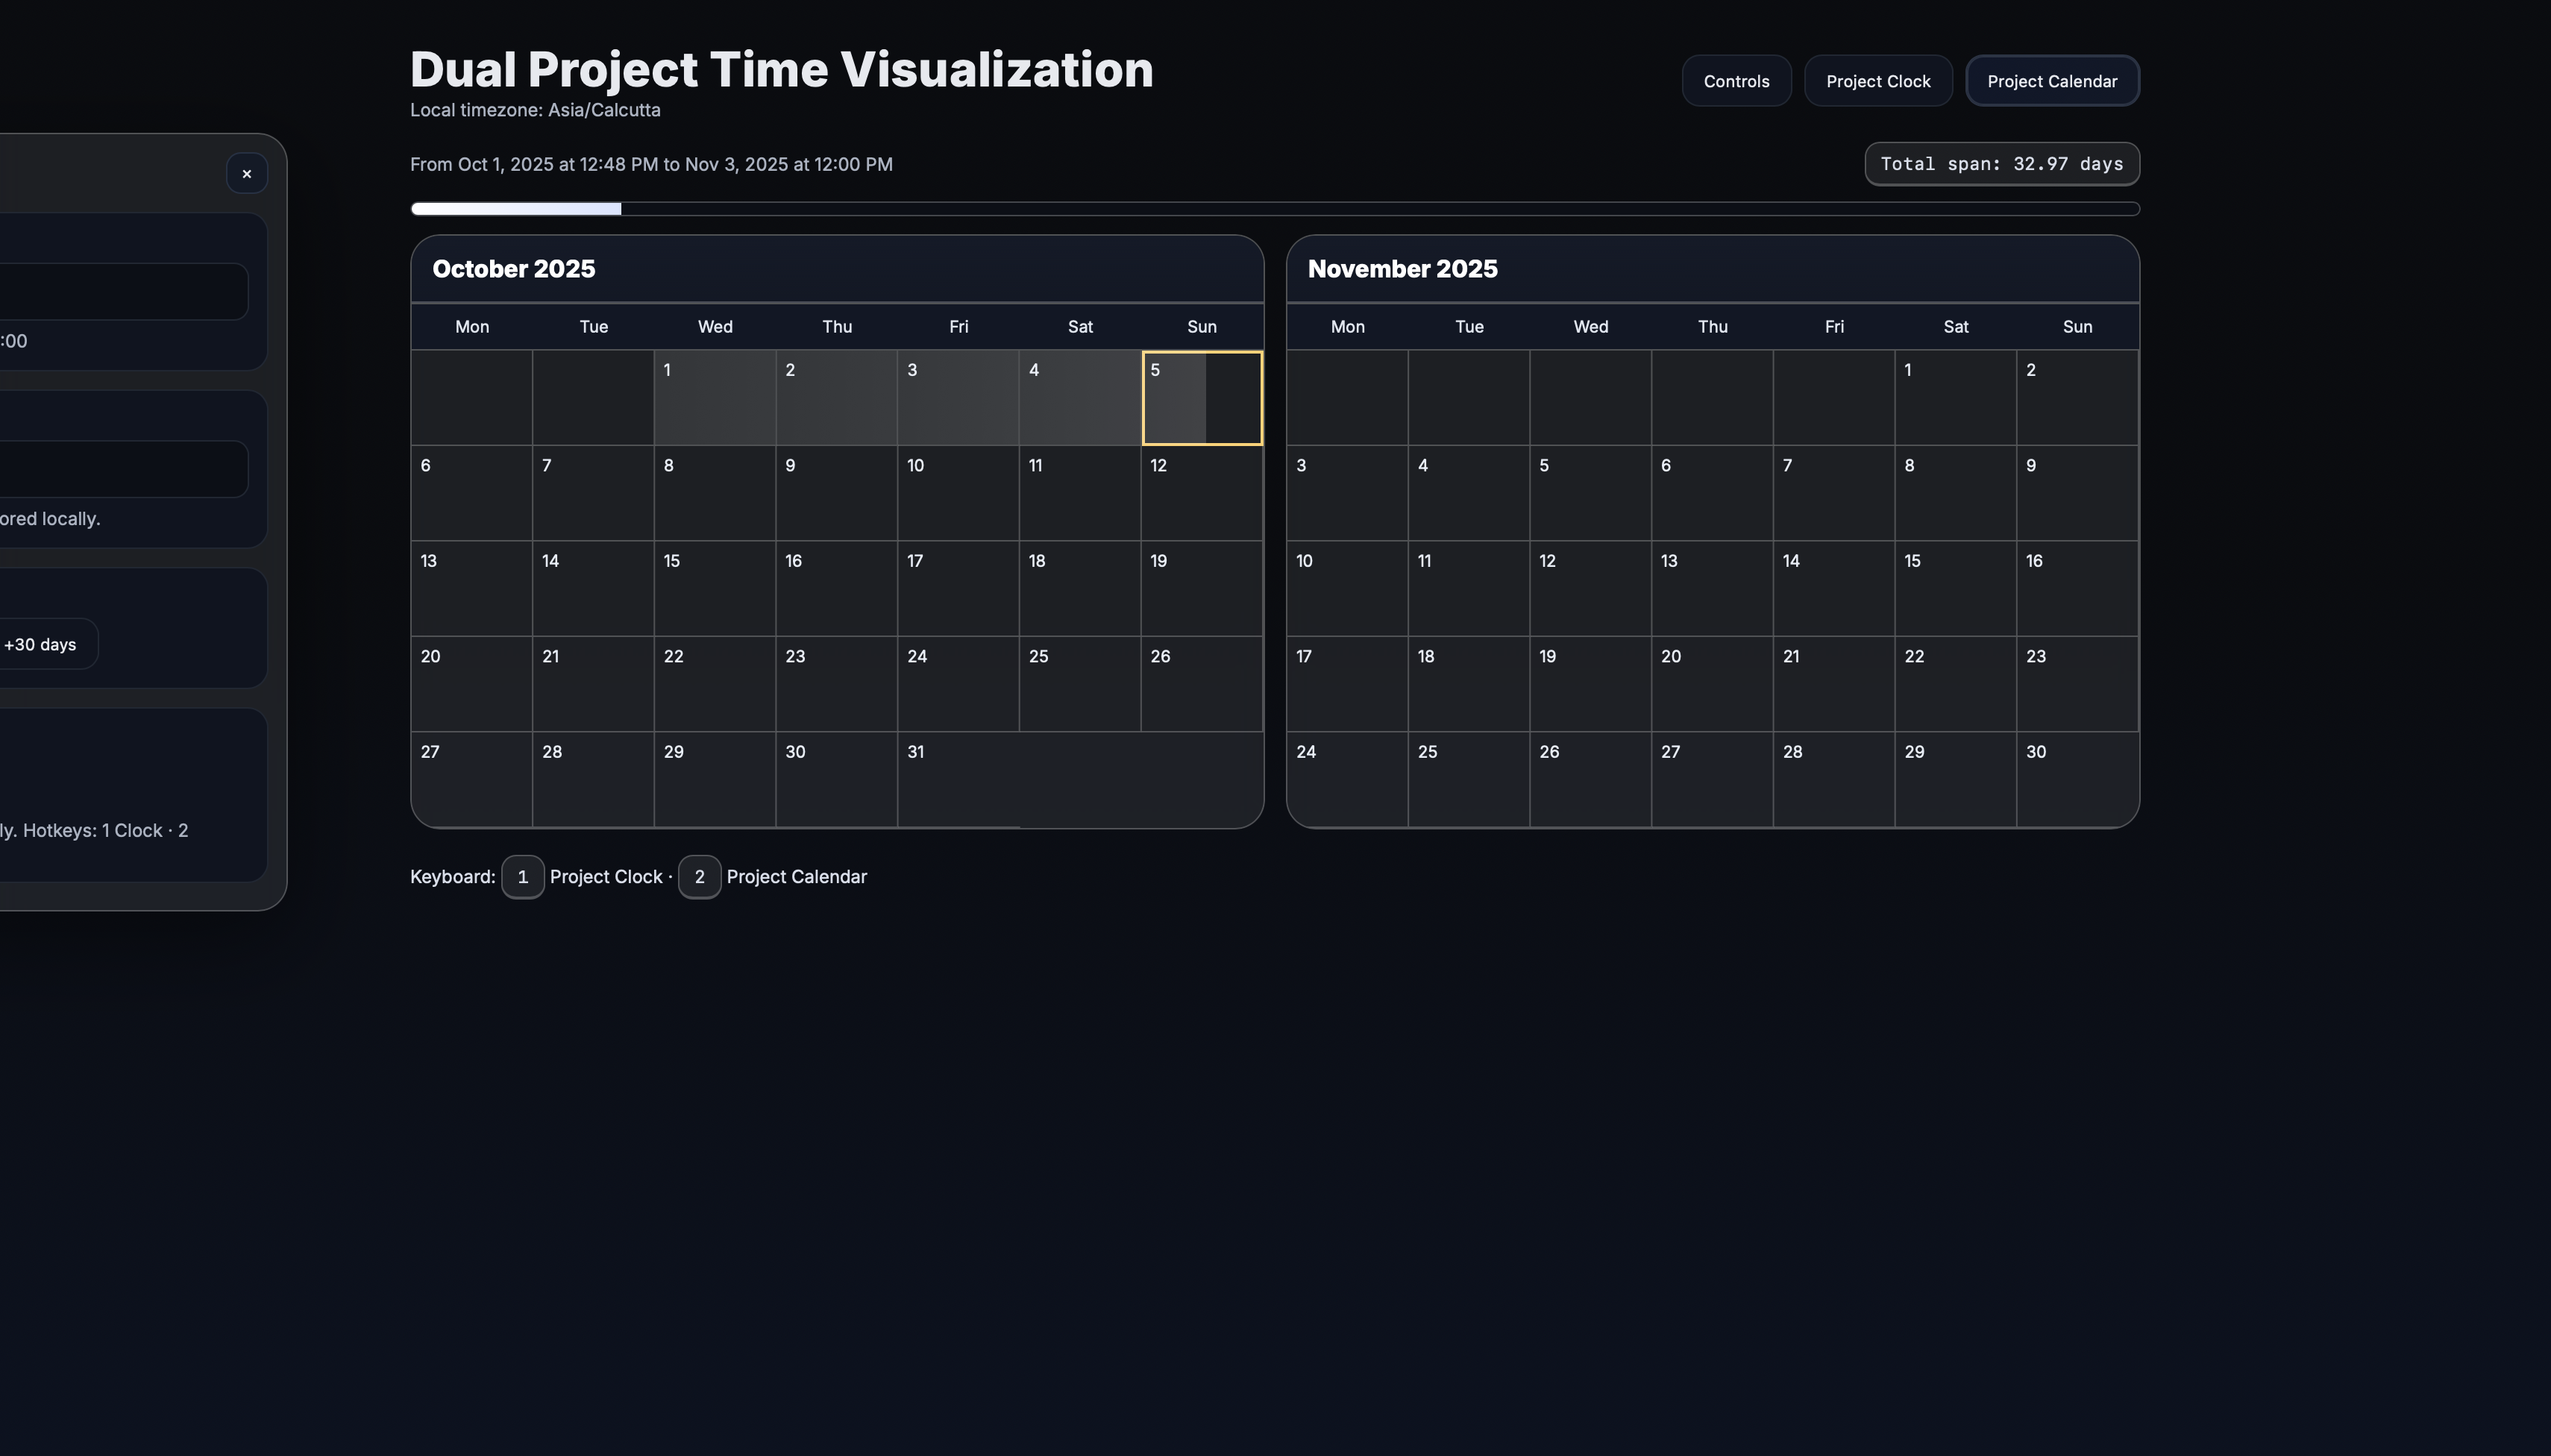 Dual Project Time Visualization
Local timezone: Asia/Calcutta
Controls
Project Clock
Project Calendar
From Oct 1, 2025 at 12:48 PM to Nov 3, 2025 at 12:00 PM
Total span: 32.97 days
×
:00
ored locally.
+30 days
ly. Hotkeys: 1 Clock · 2
October 2025
Mon Tue Wed Thu Fri Sat Sun
1 2 3 4 5
6 7 8 9 10 11 12
13 14 15 16 17 18 19
20 21 22 23 24 25 26
27 28 29 30 31
November 2025
Mon Tue Wed Thu Fri Sat Sun
1 2
3 4 5 6 7 8 9
10 11 12 13 14 15 16
17 18 19 20 21 22 23
24 25 26 27 28 29 30
Keyboard: 1 Project Clock · 2 Project Calendar